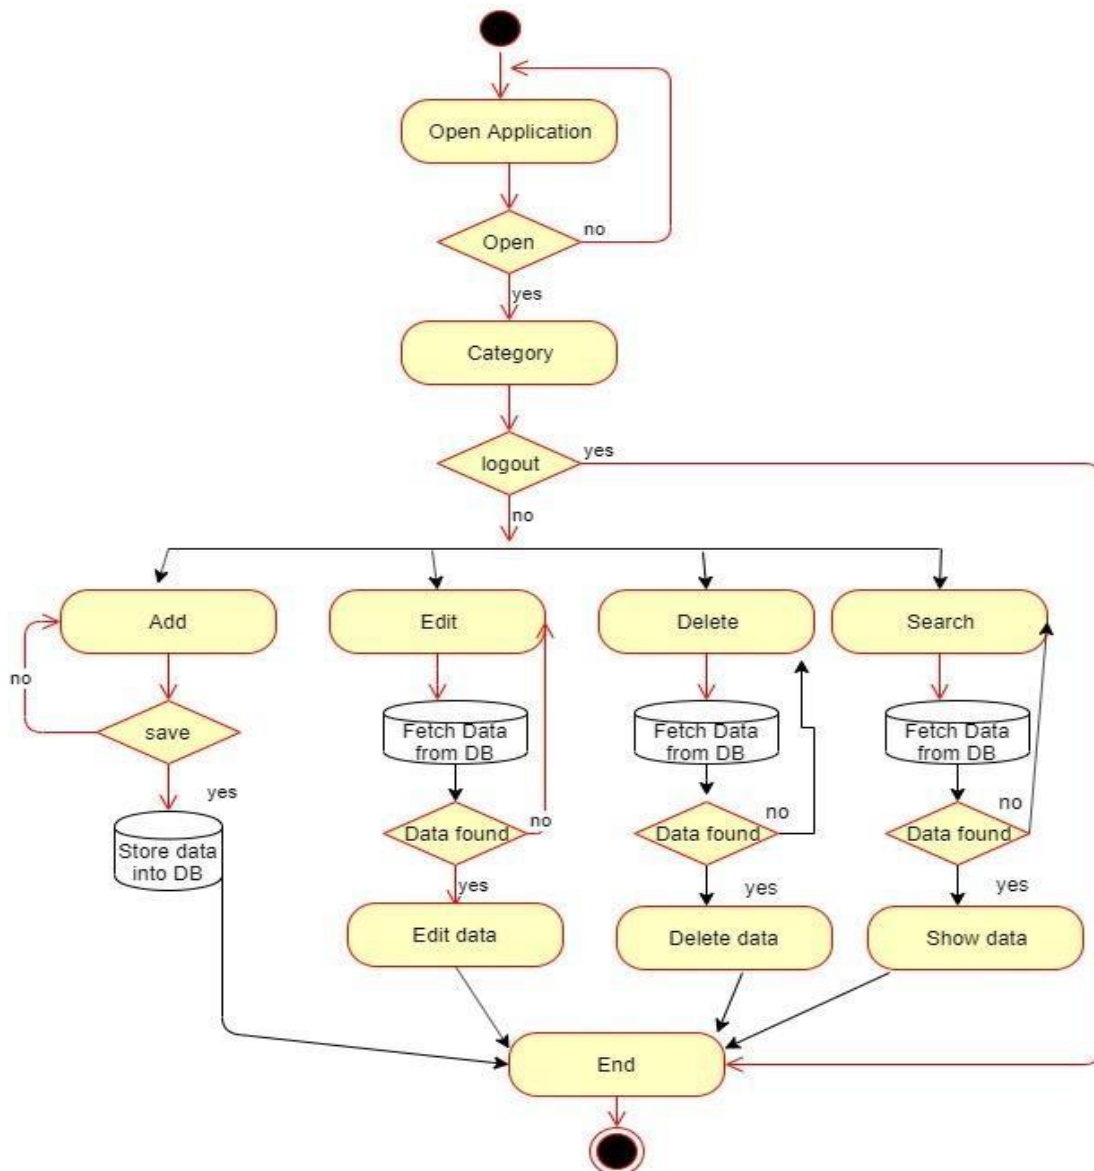 Open Application
Open
no
yes
Category
logout
yes
no
Add
Edit
Delete
Search
no
save
Fetch Data
from DB
Fetch Data
from DB
Fetch Data
from DB
yes
Store data
into DB
Data found
no
Data found
no
Data found
no
yes
yes
yes
Edit data
Delete data
Show data
End